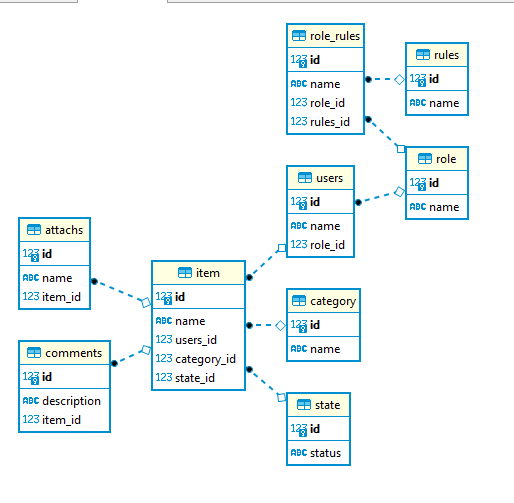 role_rules
123 id
ABC name
123 role_id
123 rules_id
rules
123 id
ABC name
role
123 id
ABC name
users
123 id
ABC name
123 role_id
attachs
123 id
ABC name
123 item_id
item
123 id
ABC name
123 users_id
123 category_id
123 state_id
category
123 id
ABC name
comments
123 id
ABC description
123 item_id
state
123 id
ABC status